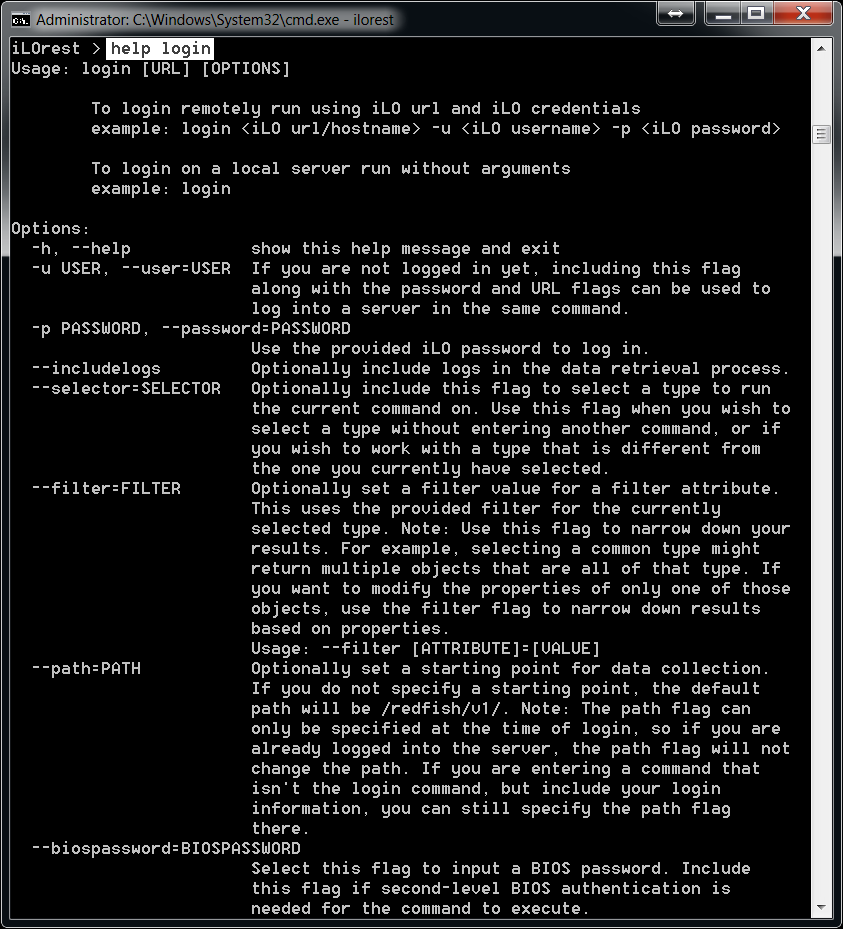 Administrator: C:\Windows\System32\cmd.exe - ilorest
iLOrest > help login
Usage: login [URL] [OPTIONS]
To login remotely run using iLO url and iLO credentials
example: login <iLO url/hostname> -u <iLO username> -p <iLO password>
To login on a local server run without arguments
example: login
Options:
-h, --help show this help message and exit
-u USER, --user=USER If you are not logged in yet, including this flag
along with the password and URL flags can be used to
log into a server in the same command.
-p PASSWORD, --password=PASSWORD
Use the provided iLO password to log in.
--includelogs Optionally include logs in the data retrieval process.
--selector=SELECTOR Optionally include this flag to select a type to run
the current command on. Use this flag when you wish to
select a type without entering another command, or if
you wish to work with a type that is different from
the one you currently have selected.
--filter=FILTER Optionally set a filter value for a filter attribute.
This uses the provided filter for the currently
selected type. Note: Use this flag to narrow down your
results. For example, selecting a common type might
return multiple objects that are all of that type. If
you want to modify the properties of only one of those
objects, use the filter flag to narrow down results
based on properties.
Usage: --filter [ATTRIBUTE]=[VALUE]
--path=PATH Optionally set a starting point for data collection.
If you do not specify a starting point, the default
path will be /redfish/v1/. Note: The path flag can
only be specified at the time of login, so if you are
already logged into the server, the path flag will not
change the path. If you are entering a command that
isn't the login command, but include your login
information, you can still specify the path flag
there.
--biospassword=BIOSPASSWORD
Select this flag to input a BIOS password. Include
this flag if second-level BIOS authentication is
needed for the command to execute.